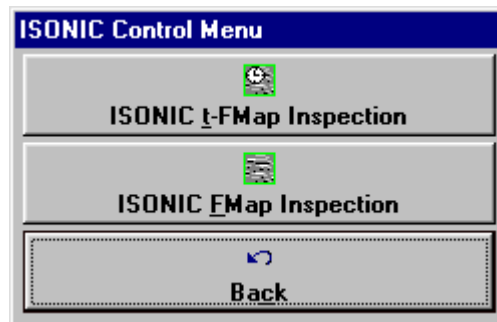 ISONIC Control Menu
ISONIC t-FMap Inspection
ISONIC FMap Inspection
Back